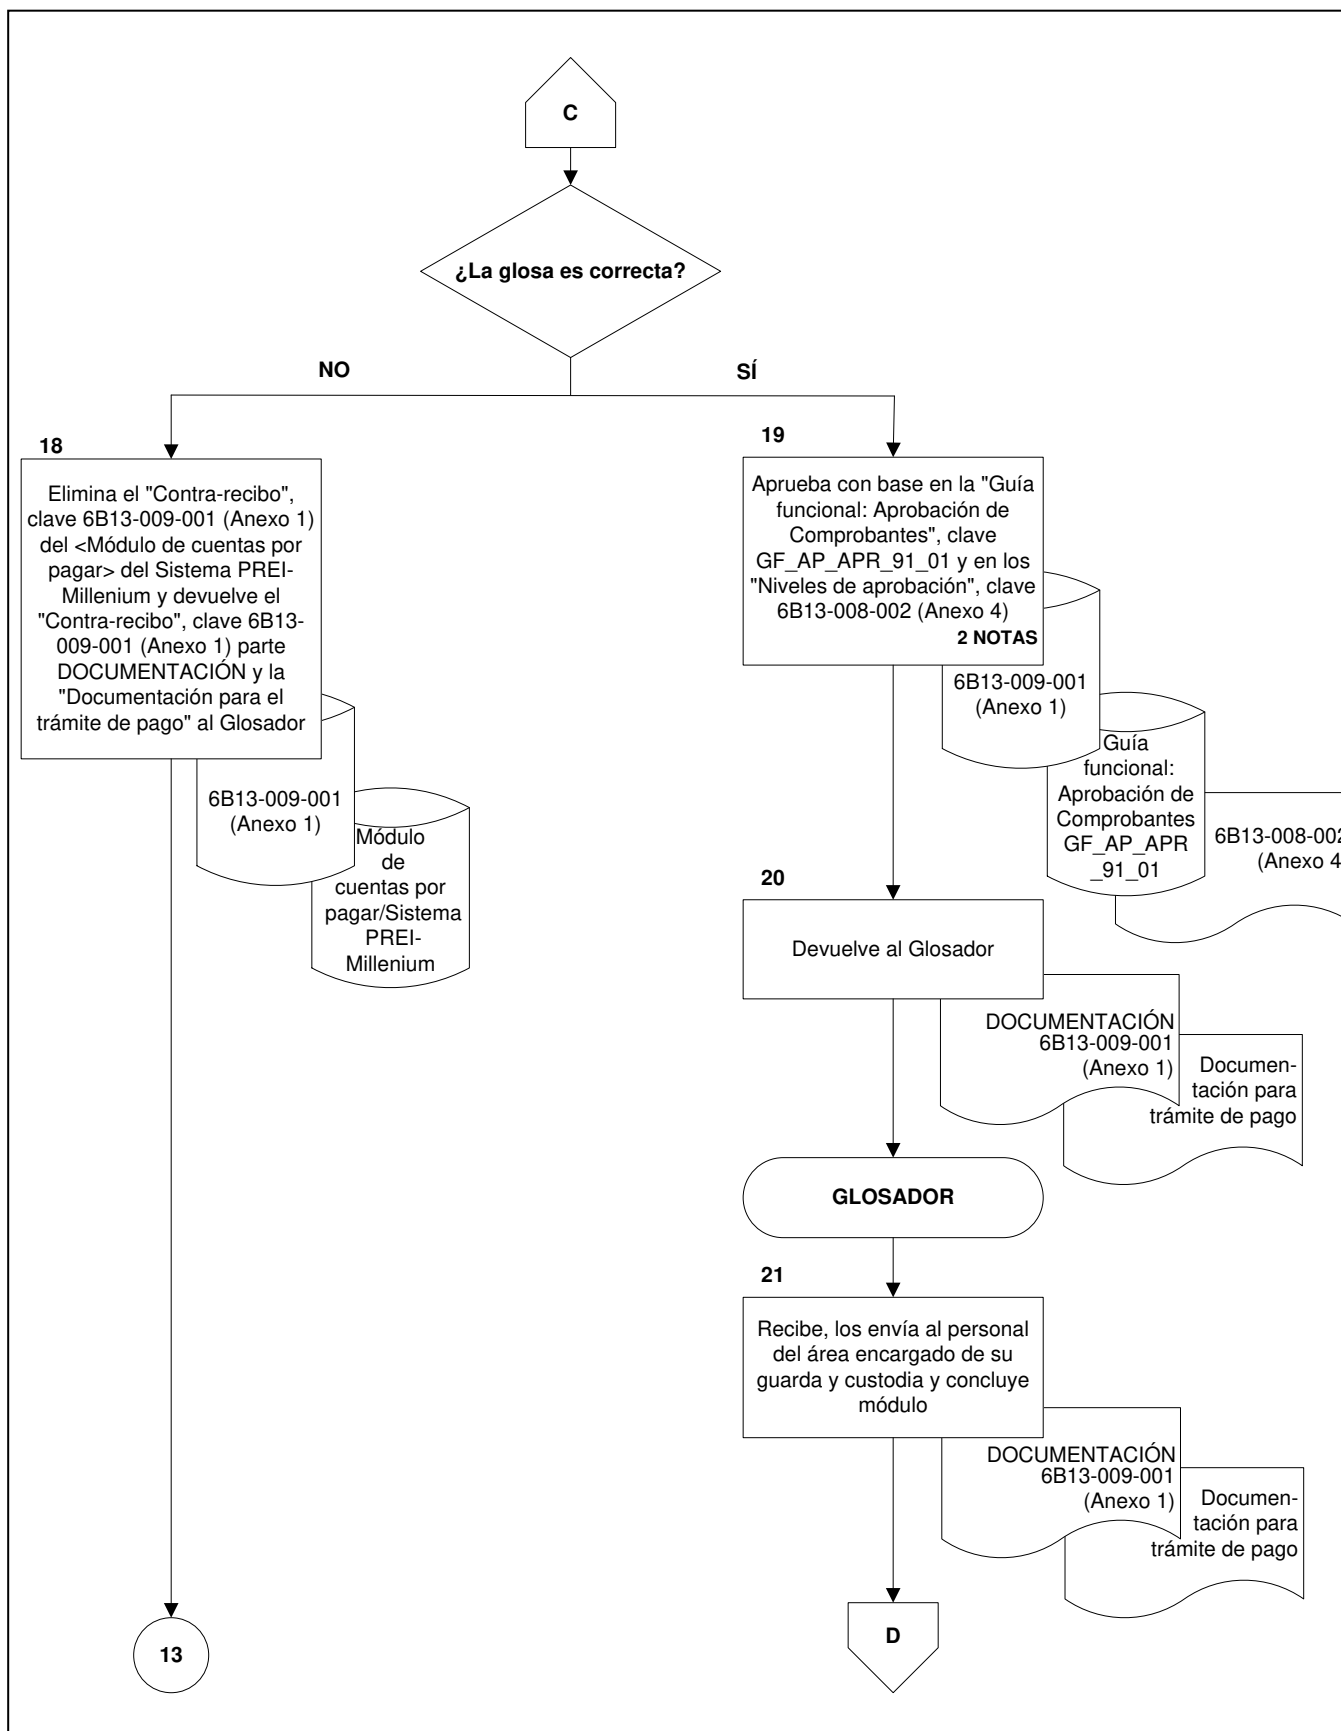 C
¿La glosa es correcta?
NO
SÍ
18
Elimina el "Contra-recibo",
clave 6B13-009-001 (Anexo 1)
del <Módulo de cuentas por
pagar> del Sistema PREI-
Millenium y devuelve el
"Contra-recibo", clave 6B13-
009-001 (Anexo 1) parte
DOCUMENTACIÓN y la
"Documentación para el
trámite de pago" al Glosador
6B13-009-001
(Anexo 1)
Módulo
de
cuentas por
pagar/Sistema
PREI-
Millenium
13
19
Aprueba con base en la "Guía
funcional: Aprobación de
Comprobantes", clave
GF_AP_APR_91_01 y en los
"Niveles de aprobación", clave
6B13-008-002 (Anexo 4)
2 NOTAS
6B13-009-001
(Anexo 1)
Guía
funcional:
Aprobación de
Comprobantes
GF_AP_APR
_91_01
6B13-008-002
(Anexo 4
20
Devuelve al Glosador
DOCUMENTACIÓN
6B13-009-001
(Anexo 1)
Documen-
tación para
trámite de pago
GLOSADOR
21
Recibe, los envía al personal
del área encargado de su
guarda y custodia y concluye
módulo
DOCUMENTACIÓN
6B13-009-001
(Anexo 1)
Documen-
tación para
trámite de pago
D